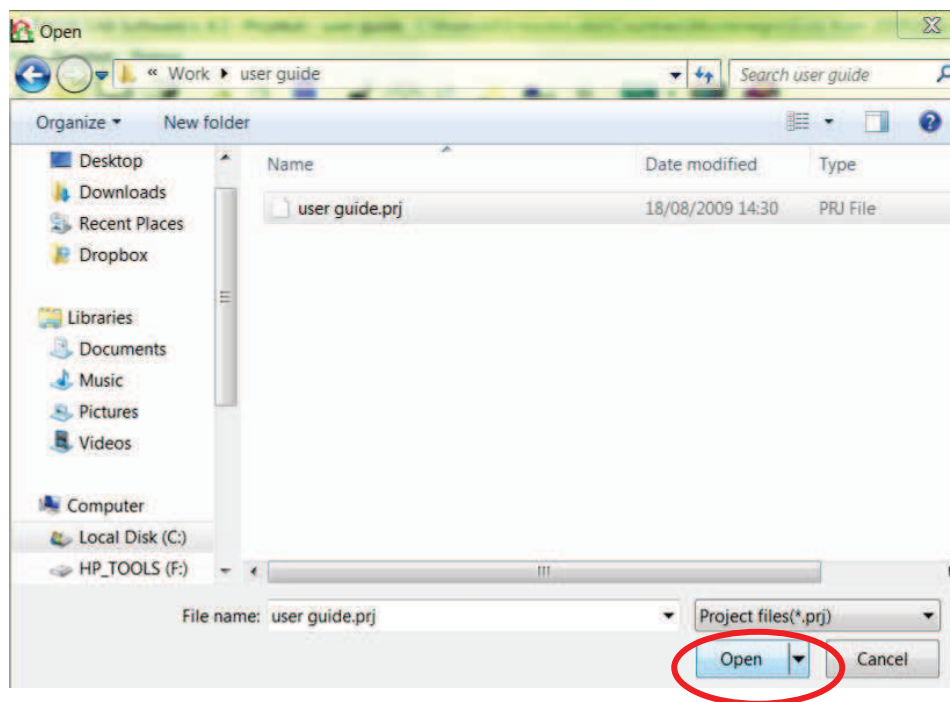 Open
« Work ▸ user guide
Search user guide
Organize
New folder
Desktop
Downloads
Recent Places
Dropbox
Libraries
Documents
Music
Pictures
Videos
Computer
Local Disk (C:)
HP_TOOLS (F:)
Name Date modified Type
user guide.prj 18/08/2009 14:30 PRJ File
File name: user guide.prj
Project files(*.prj)
Open Cancel